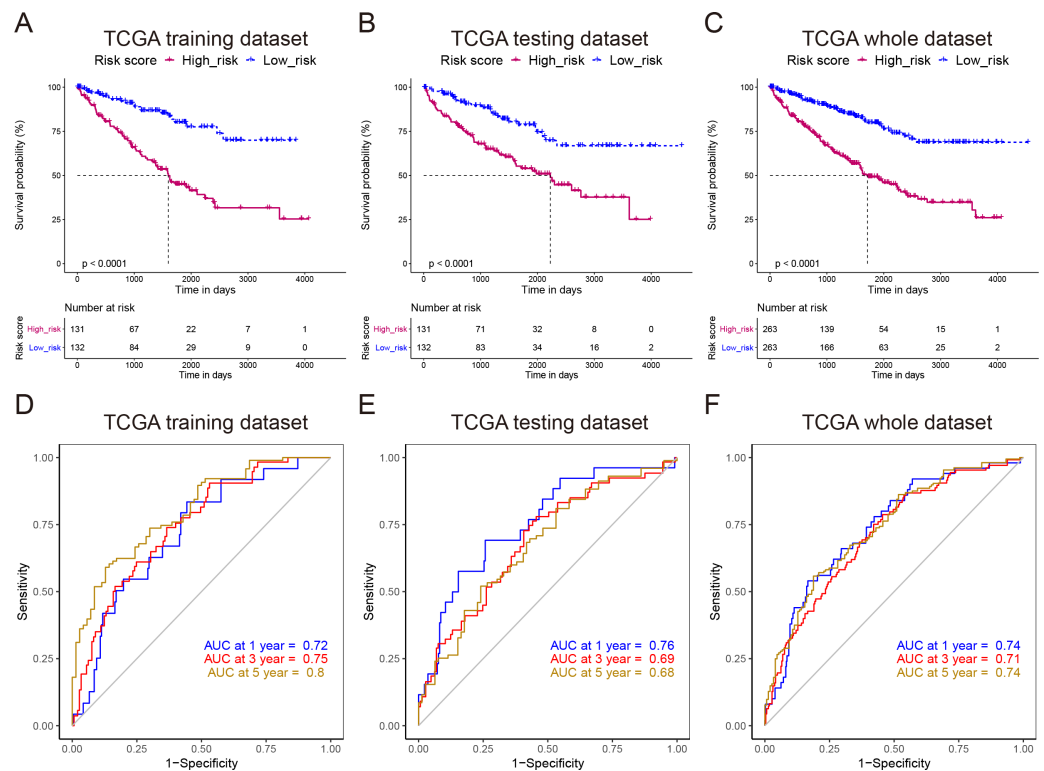 A
TCGA training dataset
Risk score High_risk Low_risk
Survival probability (%)
100
75
50
25
0
p < 0.0001
0 1000 2000 3000 4000
Time in days
Number at risk
Risk score
High_risk 131 67 22 7 1
Low_risk 132 84 29 9 0
0 1000 2000 3000 4000
Time in days
B
TCGA testing dataset
Risk score High_risk Low_risk
Survival probability (%)
100
75
50
25
0
p < 0.0001
0 1000 2000 3000 4000
Time in days
Number at risk
Risk score
High_risk 131 71 32 8 0
Low_risk 132 83 34 16 2
0 1000 2000 3000 4000
Time in days
C
TCGA whole dataset
Risk score High_risk Low_risk
Survival probability (%)
100
75
50
25
0
p < 0.0001
0 1000 2000 3000 4000
Time in days
Number at risk
Risk score
High_risk 263 139 54 15 1
Low_risk 263 166 63 25 2
0 1000 2000 3000 4000
Time in days
D
TCGA training dataset
Sensitivity
1.00
0.75
0.50
0.25
0.00
AUC at 1 year = 0.72
AUC at 3 year = 0.75
AUC at 5 year = 0.8
0.00 0.25 0.50 0.75 1.00
1−Specificity
E
TCGA testing dataset
Sensitivity
1.00
0.75
0.50
0.25
0.00
AUC at 1 year = 0.76
AUC at 3 year = 0.69
AUC at 5 year = 0.68
0.00 0.25 0.50 0.75 1.00
1−Specificity
F
TCGA whole dataset
Sensitivity
1.00
0.75
0.50
0.25
0.00
AUC at 1 year = 0.74
AUC at 3 year = 0.71
AUC at 5 year = 0.74
0.00 0.25 0.50 0.75 1.00
1−Specificity